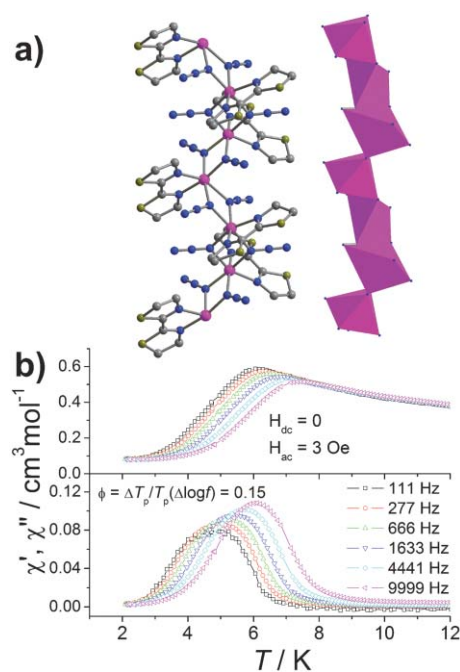 a)
b)
0.6
0.4
0.2
0.0
H_dc = 0
H_ac = 3 Oe
0.12
0.08
0.04
0.00
ϕ = ΔT_p/T_p(Δlogf) = 0.15
111 Hz
277 Hz
666 Hz
1633 Hz
4441 Hz
9999 Hz
χ', χ'' / cm³mol⁻¹
0 2 4 6 8 10 12
T / K